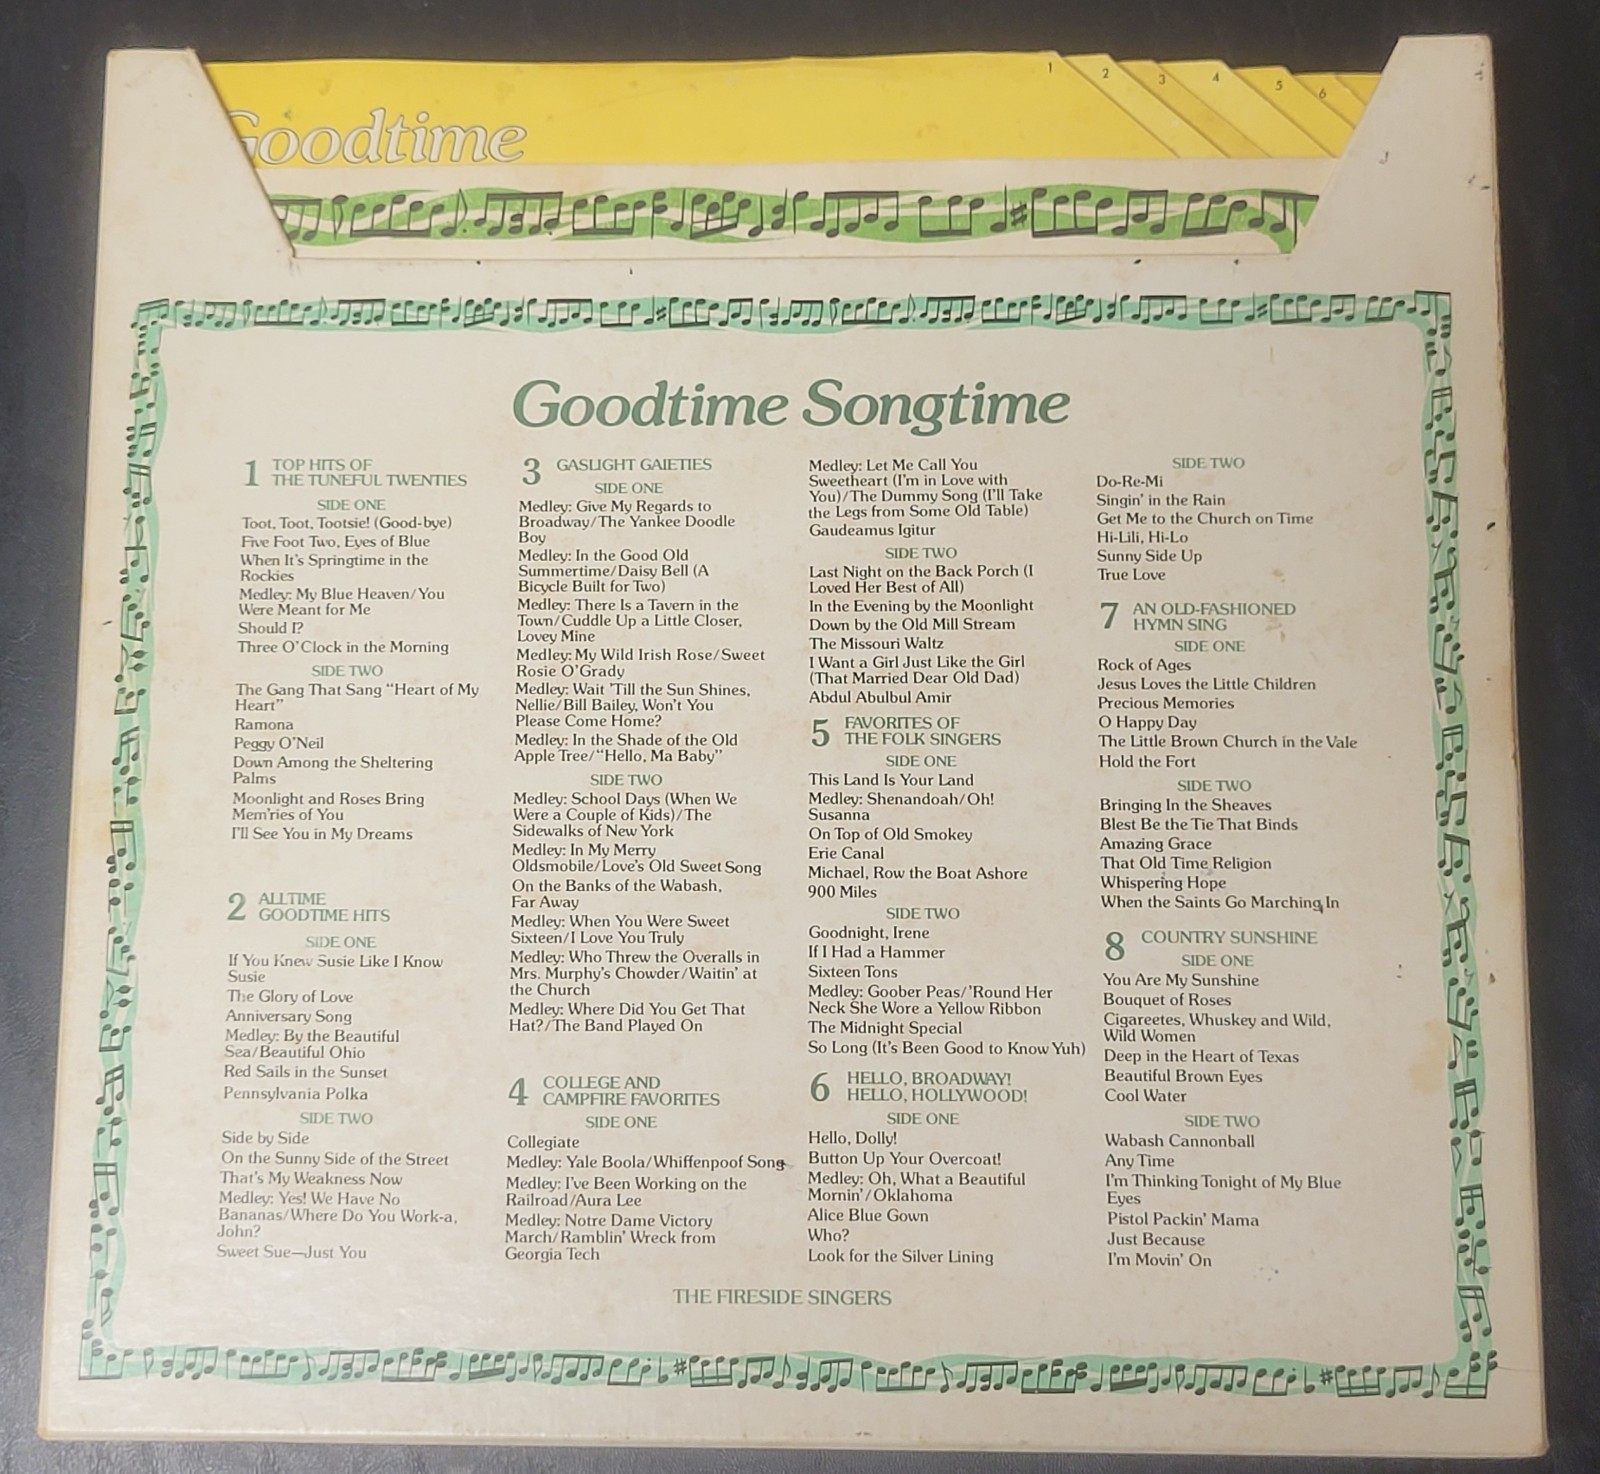 Goodtime
1
2
3
4
5
6
Goodtime Songtime
1 TOP HITS OF
THE TUNEFUL TWENTIES
SIDE ONE
Toot, Toot, Tootsie! (Good-bye)
Five Foot Two, Eyes of Blue
When It's Springtime in the
Rockies
Medley: My Blue Heaven/You
Were Meant for Me
Should I?
Three O'Clock in the Morning
SIDE TWO
The Gang That Sang "Heart of My
Heart"
Ramona
Peggy O'Neil
Down Among the Sheltering
Palms
Moonlight and Roses Bring
Mem'ries of You
I'll See You in My Dreams
2 ALLTIME
GOODTIME HITS
SIDE ONE
If You Knew Susie Like I Know
Susie
The Glory of Love
Anniversary Song
Medley: By the Beautiful
Sea/Beautiful Ohio
Red Sails in the Sunset
Pennsylvania Polka
SIDE TWO
Side by Side
On the Sunny Side of the Street
That's My Weakness Now
Medley: Yes! We Have No
Bananas/Where Do You Work-a,
John?
Sweet Sue—Just You
3 GASLIGHT GAIETIES
SIDE ONE
Medley: Give My Regards to
Broadway/The Yankee Doodle
Boy
Medley: In the Good Old
Summertime/Daisy Bell (A
Bicycle Built for Two)
Medley: There Is a Tavern in the
Town/Cuddle Up a Little Closer,
Lovey Mine
Medley: My Wild Irish Rose/Sweet
Rosie O'Grady
Medley: Wait 'Till the Sun Shines,
Nellie/Bill Bailey, Won't You
Please Come Home?
Medley: In the Shade of the Old
Apple Tree/"Hello, Ma Baby"
SIDE TWO
Medley: School Days (When We
Were a Couple of Kids)/The
Sidewalks of New York
Medley: In My Merry
Oldsmobile/Love's Old Sweet Song
On the Banks of the Wabash,
Far Away
Medley: When You Were Sweet
Sixteen/I Love You Truly
Medley: Who Threw the Overalls in
Mrs. Murphy's Chowder/Waitin' at
the Church
Medley: Where Did You Get That
Hat?/The Band Played On
4 COLLEGE AND
CAMPFIRE FAVORITES
SIDE ONE
Collegiate
Medley: Yale Boola/Whiffenpoof Song
Medley: I've Been Working on the
Railroad/Aura Lee
Medley: Notre Dame Victory
March/Ramblin' Wreck from
Georgia Tech
Medley: Let Me Call You
Sweetheart (I'm in Love with
You)/The Dummy Song (I'll Take
the Legs from Some Old Table)
Gaudeamus Igitur
SIDE TWO
Last Night on the Back Porch (I
Loved Her Best of All)
In the Evening by the Moonlight
Down by the Old Mill Stream
The Missouri Waltz
I Want a Girl Just Like the Girl
(That Married Dear Old Dad)
Abdul Abulbul Amir
5 FAVORITES OF
THE FOLK SINGERS
SIDE ONE
This Land Is Your Land
Medley: Shenandoah/Oh!
Susanna
On Top of Old Smokey
Erie Canal
Michael, Row the Boat Ashore
900 Miles
SIDE TWO
Goodnight, Irene
If I Had a Hammer
Sixteen Tons
Medley: Goober Peas/'Round Her
Neck She Wore a Yellow Ribbon
The Midnight Special
So Long (It's Been Good to Know Yuh)
6 HELLO, BROADWAY!
HELLO, HOLLYWOOD!
SIDE ONE
Hello, Dolly!
Button Up Your Overcoat!
Medley: Oh, What a Beautiful
Mornin'/Oklahoma
Alice Blue Gown
Who?
Look for the Silver Lining
SIDE TWO
Do-Re-Mi
Singin' in the Rain
Get Me to the Church on Time
Hi-Lili, Hi-Lo
Sunny Side Up
True Love
7 AN OLD-FASHIONED
HYMN SING
SIDE ONE
Rock of Ages
Jesus Loves the Little Children
Precious Memories
O Happy Day
The Little Brown Church in the Vale
Hold the Fort
SIDE TWO
Bringing In the Sheaves
Blest Be the Tie That Binds
Amazing Grace
That Old Time Religion
Whispering Hope
When the Saints Go Marching In
8 COUNTRY SUNSHINE
SIDE ONE
You Are My Sunshine
Bouquet of Roses
Cigareetes, Whuskey and Wild,
Wild Women
Deep in the Heart of Texas
Beautiful Brown Eyes
Cool Water
SIDE TWO
Wabash Cannonball
Any Time
I'm Thinking Tonight of My Blue
Eyes
Pistol Packin' Mama
Just Because
I'm Movin' On
THE FIRESIDE SINGERS